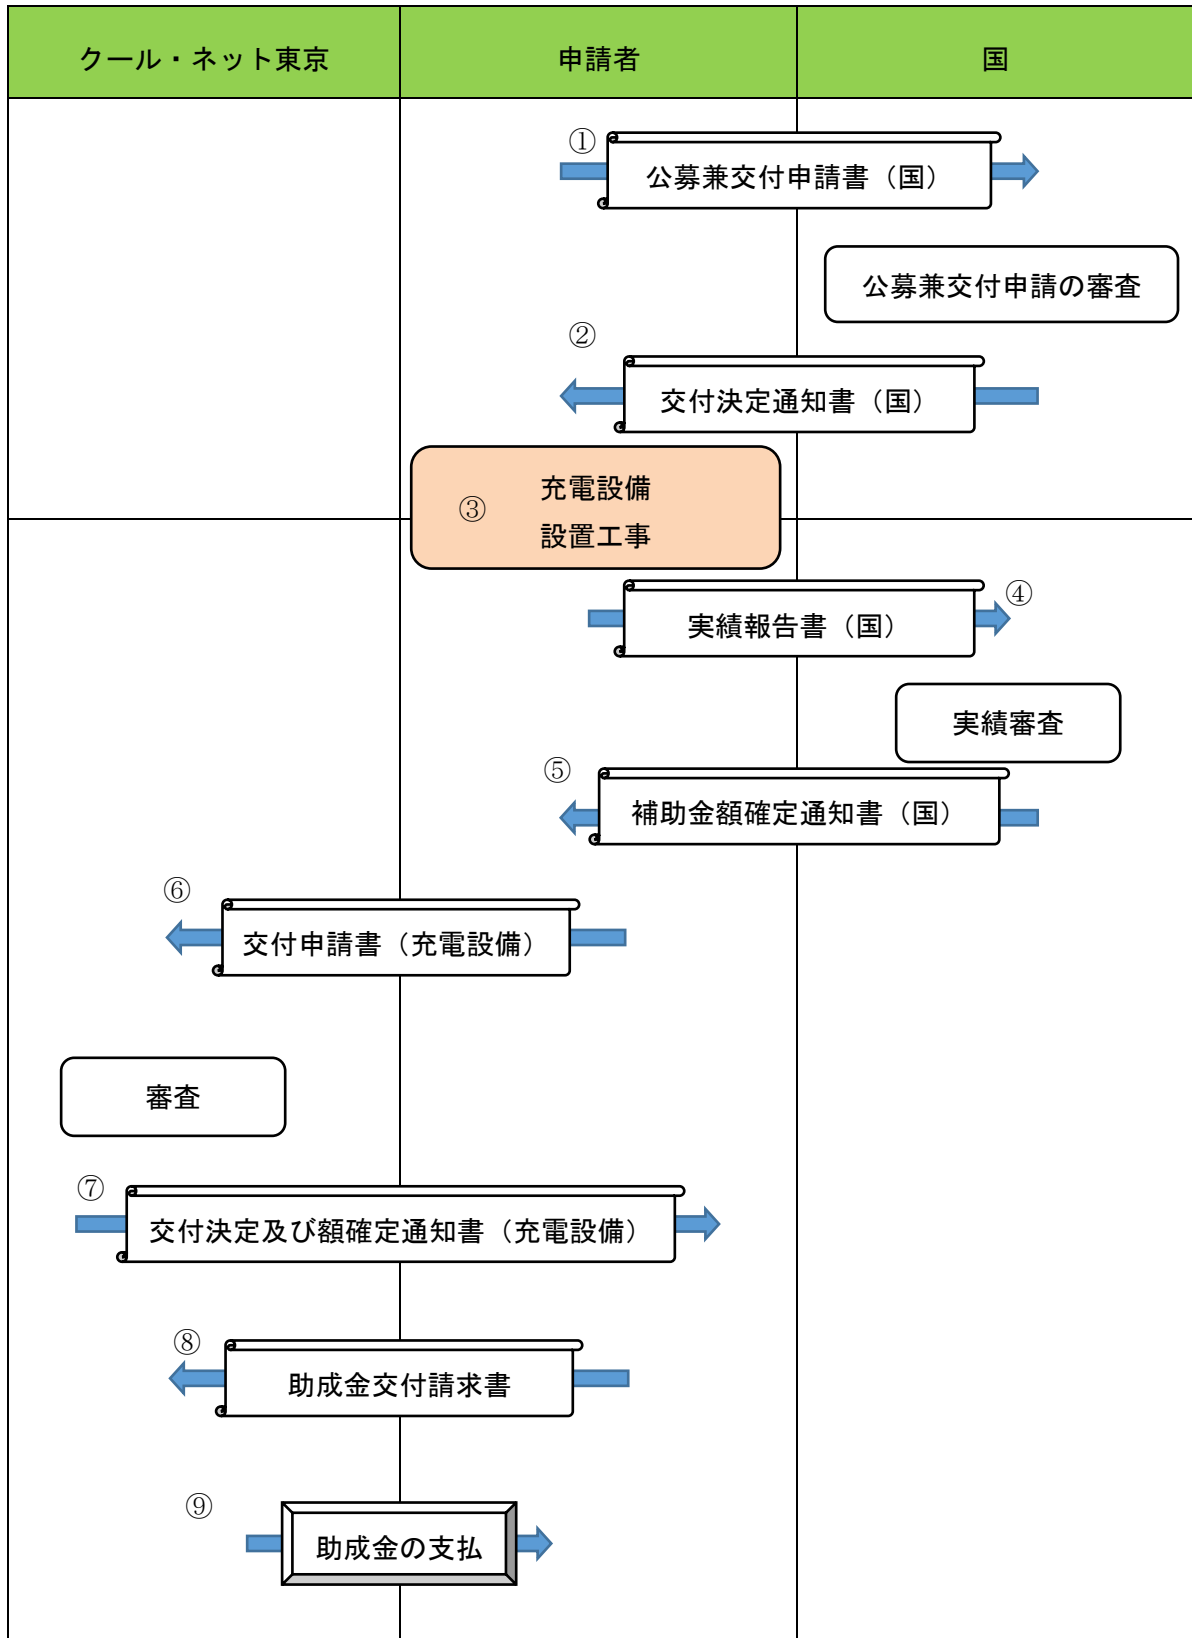 クール・ネット東京
申請者
国
①
公募兼交付申請書（国）
公募兼交付申請の審査
②
交付決定通知書（国）
③
充電設備
設置工事
④
実績報告書（国）
実績審査
⑤
補助金額確定通知書（国）
⑥
交付申請書（充電設備）
審査
⑦
交付決定及び額確定通知書（充電設備）
⑧
助成金交付請求書
⑨
助成金の支払